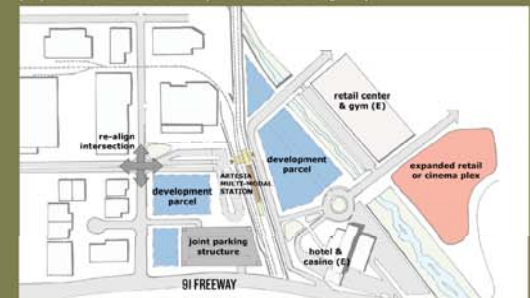 retail center
& gym (E)
re-align
intersection
development
parcel
ARTESIA
MULTI-MODAL
STATION
expanded retail
or cinema plex
development
parcel
joint parking
structure
hotel &
casino (E)
91 FREEWAY